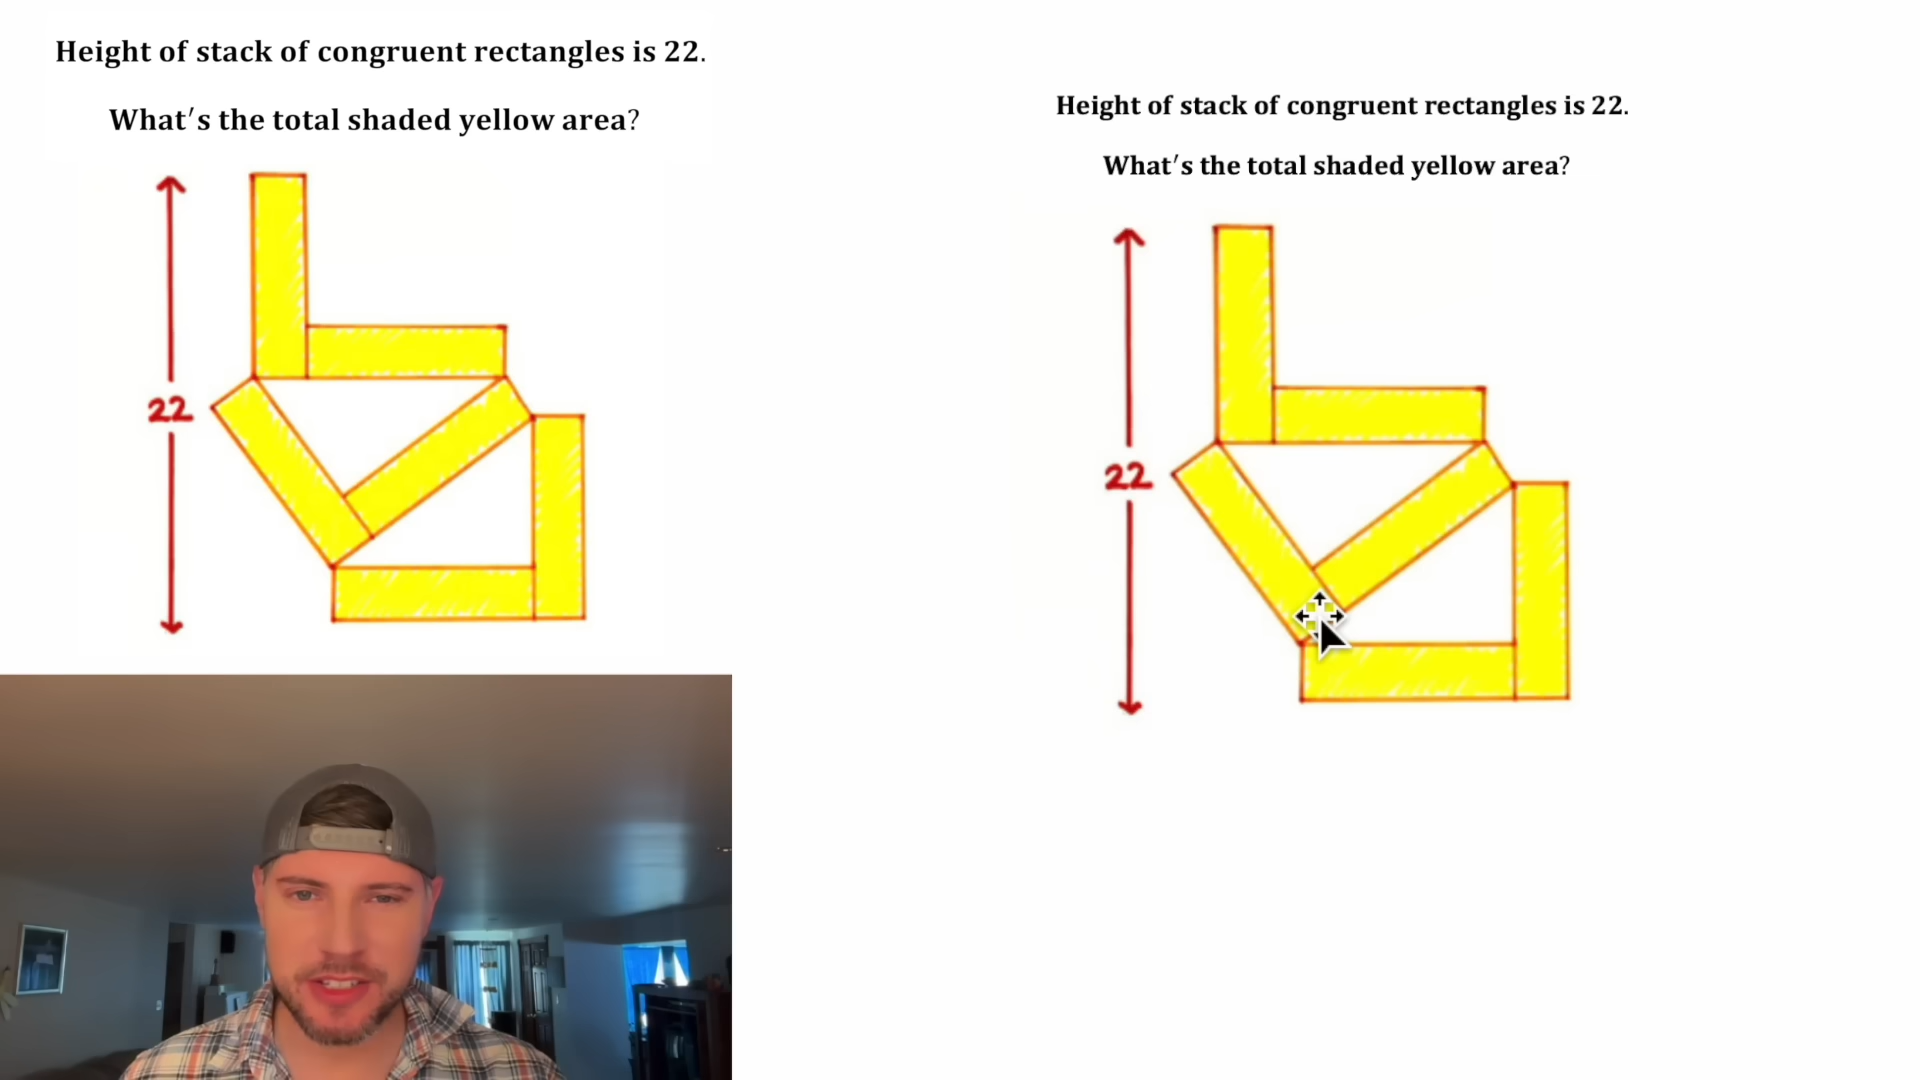 Height of stack of congruent rectangles is 22.
What's the total shaded yellow area?
22
Height of stack of congruent rectangles is 22.
What's the total shaded yellow area?
22